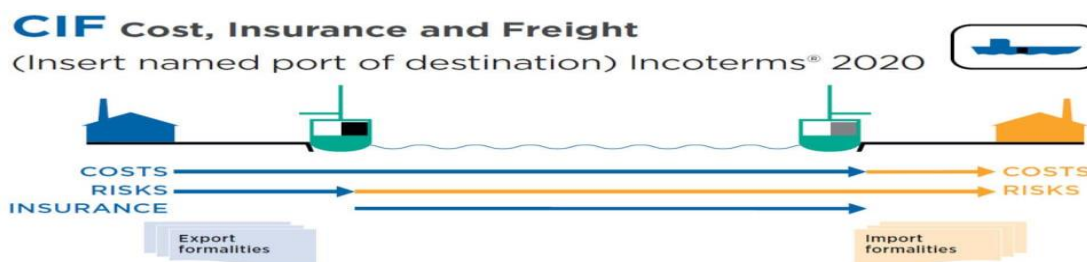 CIF Cost, Insurance and Freight
(Insert named port of destination) Incoterms® 2020
COSTS COSTS
RISKS RISKS
INSURANCE
Export
formalities
Import
formalities